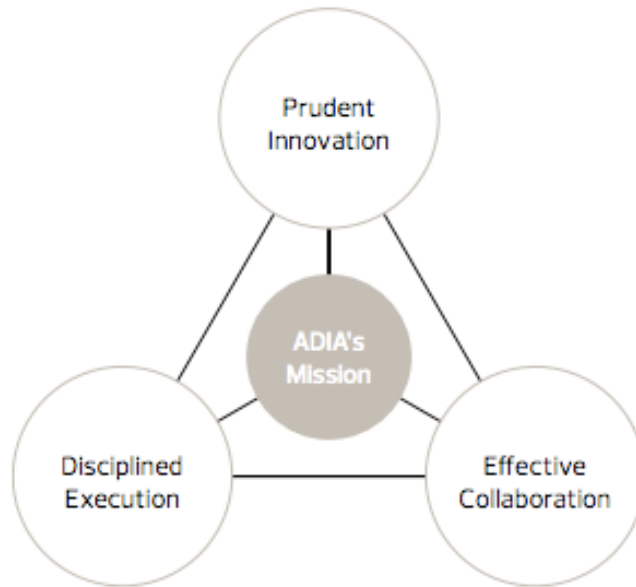 Prudent
Innovation
ADIA's
Mission
Disciplined
Execution
Effective
Collaboration